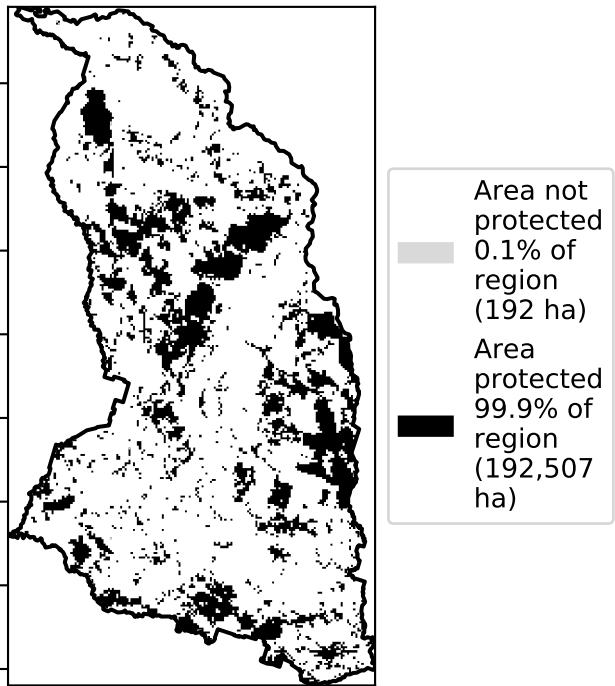 Area not
protected
0.1% of
region
(192 ha)
Area
protected
99.9% of
region
(192,507
ha)